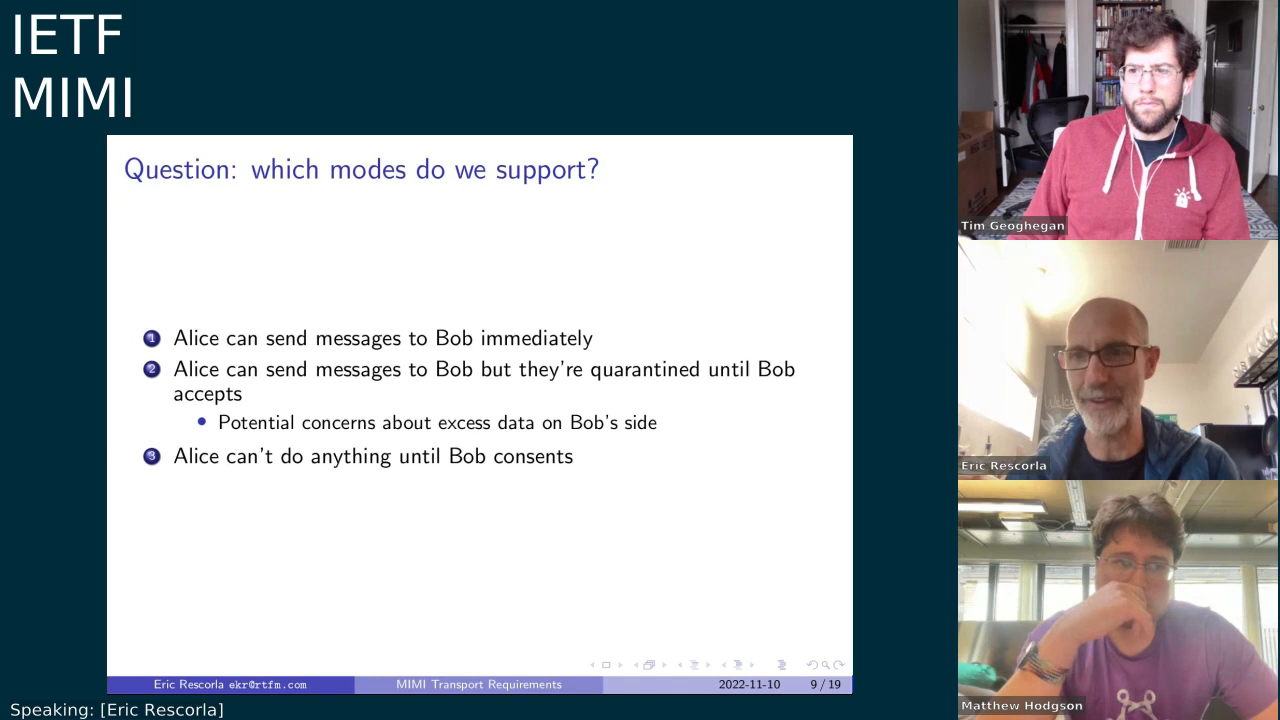 IETF
MIMI
Question: which modes do we support?
1 Alice can send messages to Bob immediately
2 Alice can send messages to Bob but they're quarantined until Bob
accepts
Potential concerns about excess data on Bob's side
3 Alice can't do anything until Bob consents
Eric Rescorla ekr@rtfm.com MIMI Transport Requirements 2022-11-10 9 / 19
Tim Geoghegan
Eric Rescorla
Matthew Hodgson
Speaking: [Eric Rescorla]